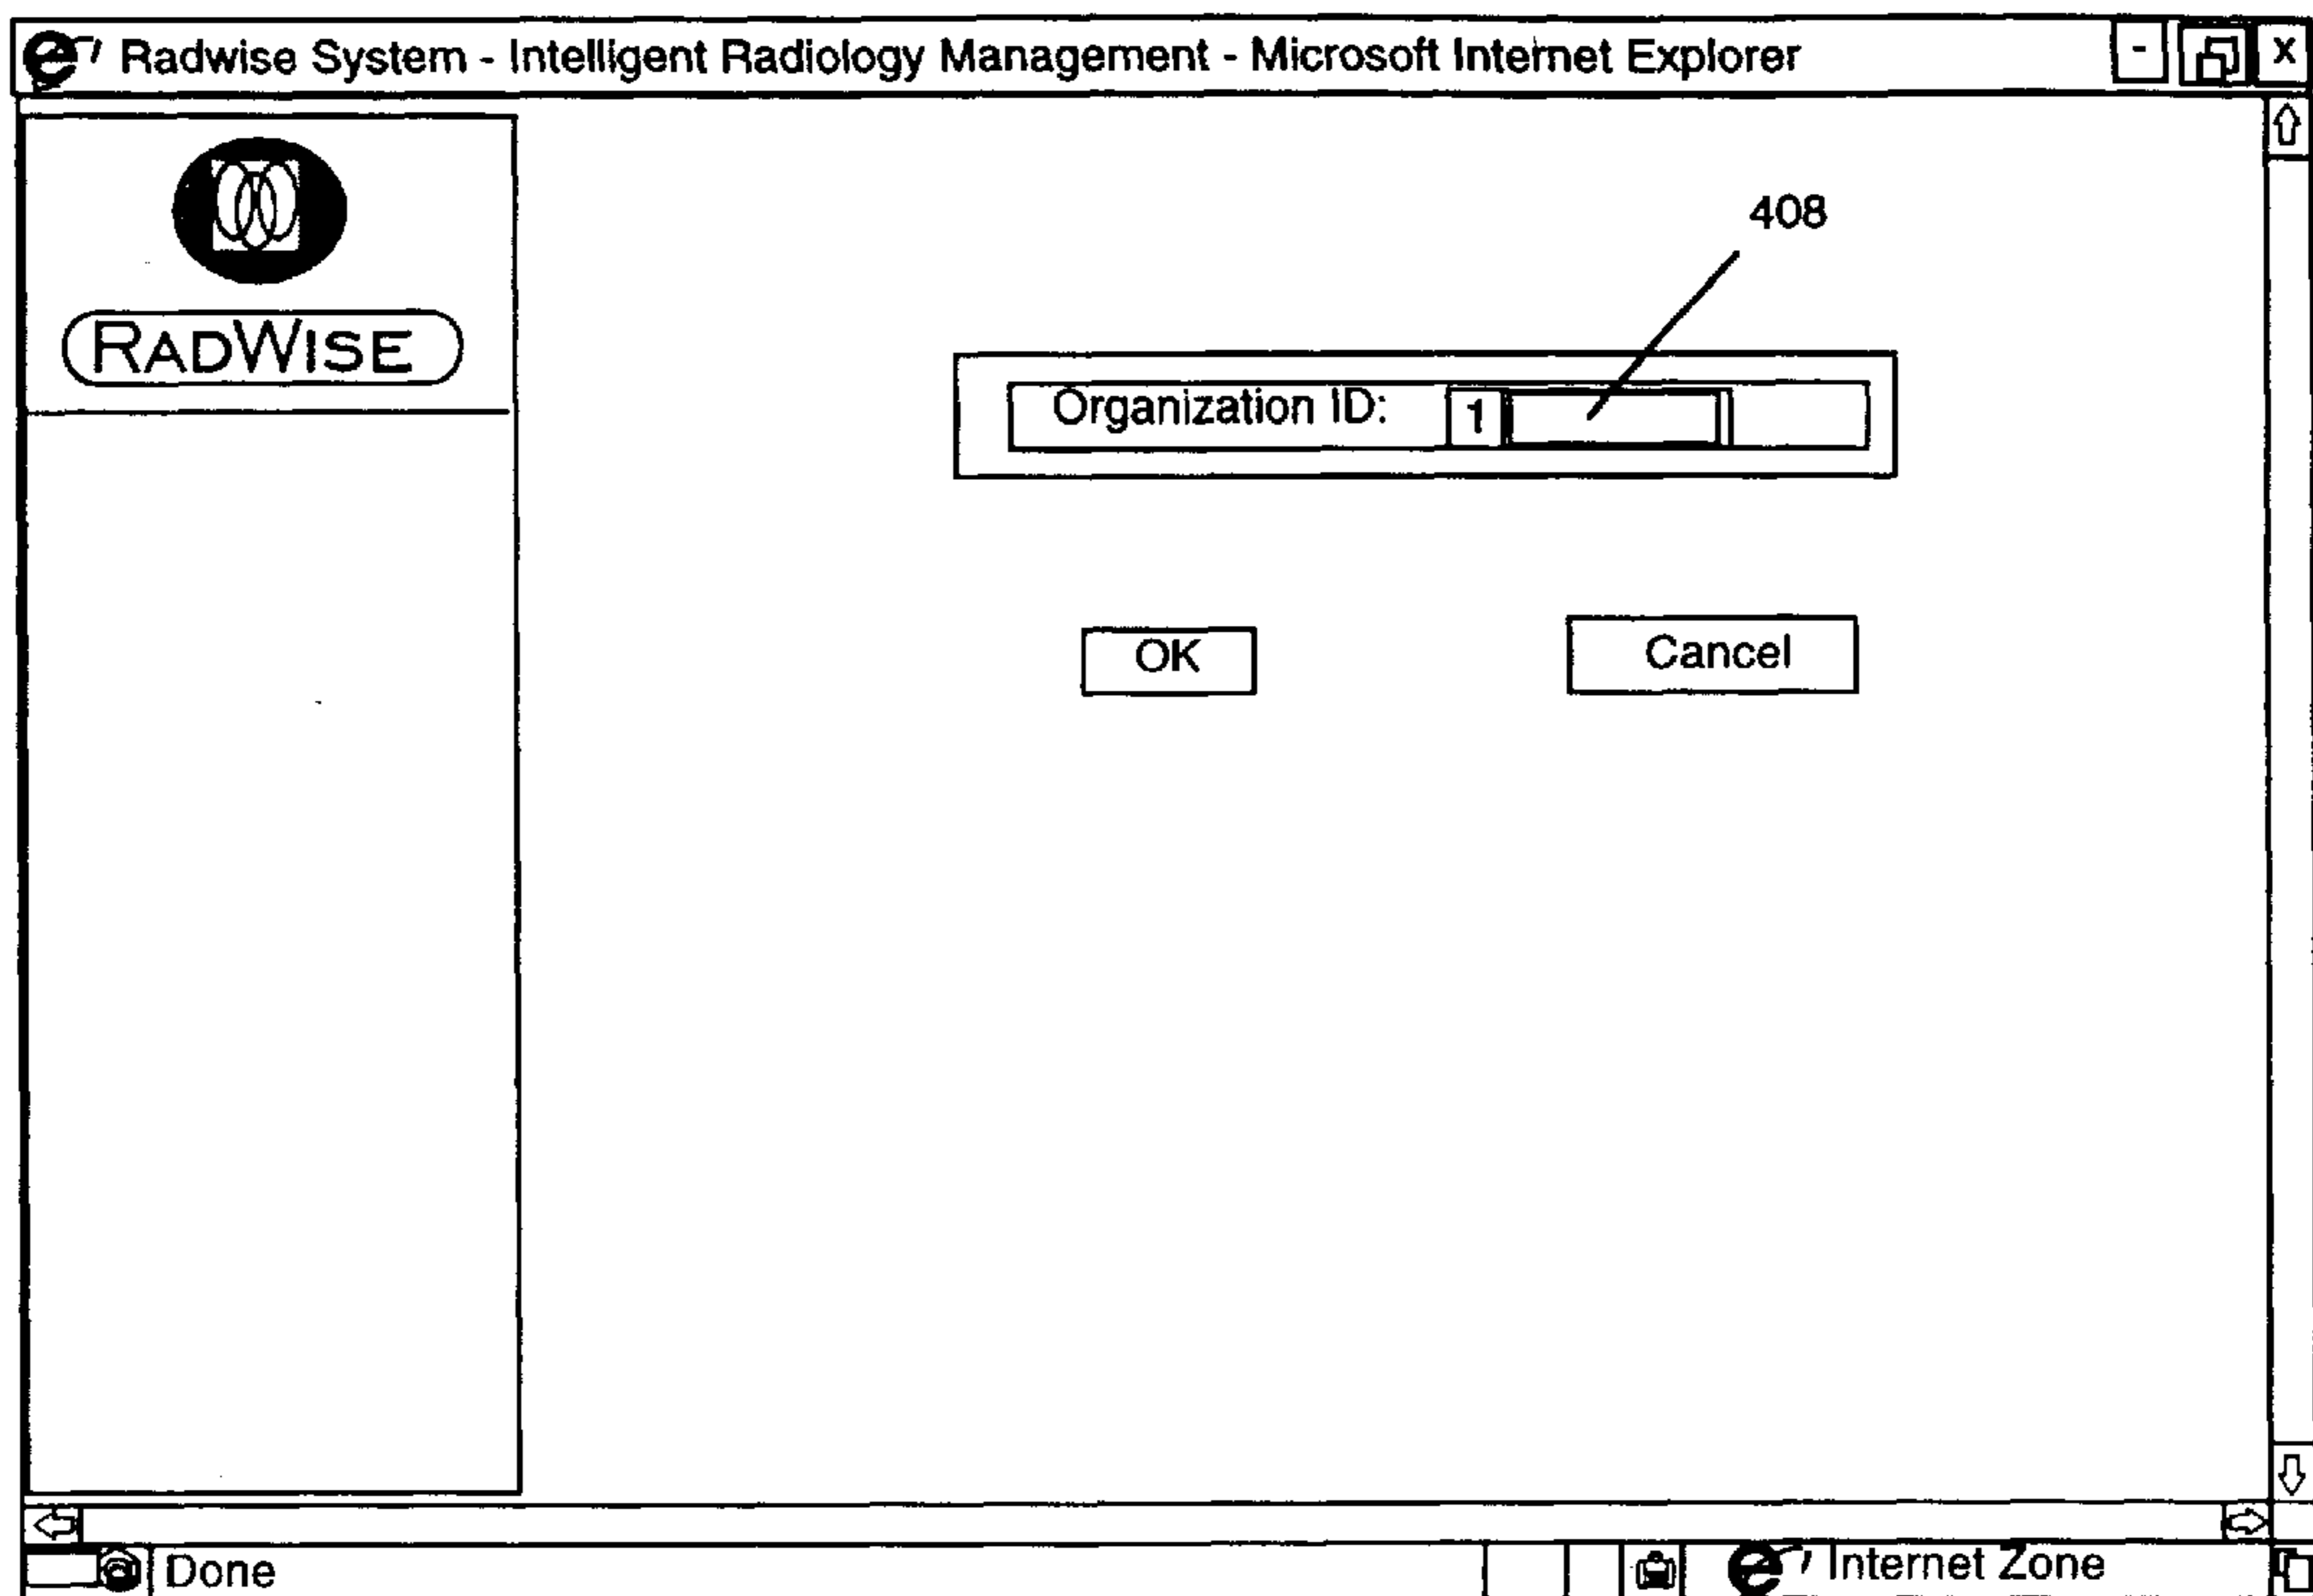 Radwise System - Intelligent Radiology Management - Microsoft Internet Explorer
- X
RADWISE
408
Organization ID: 1
OK
Cancel
Done
Internet Zone